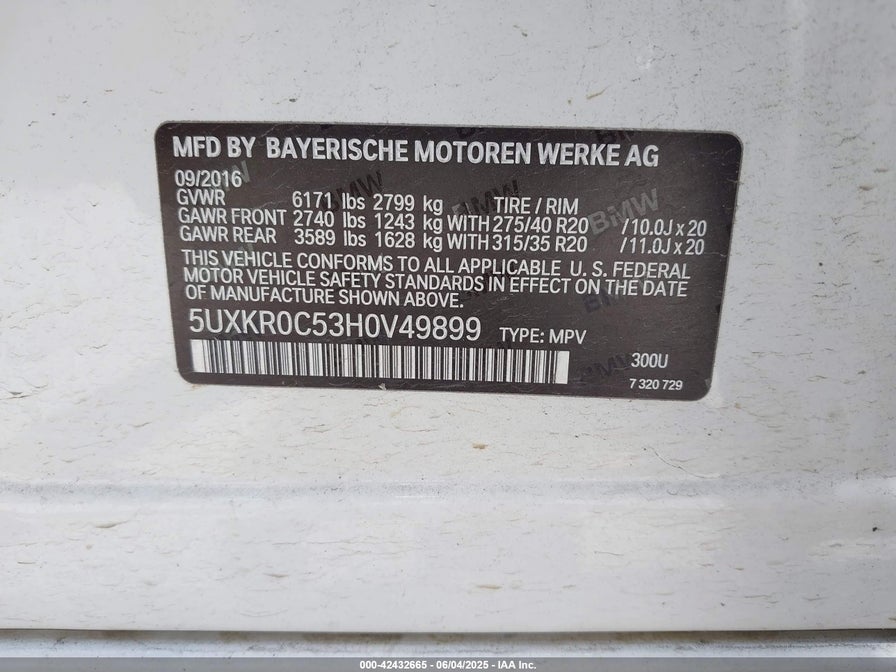 MFD BY BAYERISCHE MOTOREN WERKE AG
09/2016
GVWR 6171 lbs 2799 kg TIRE / RIM
GAWR FRONT 2740 lbs 1243 kg WITH 275/40 R20 /10.0J x 20
GAWR REAR 3589 lbs 1628 kg WITH 315/35 R20 /11.0J x 20
THIS VEHICLE CONFORMS TO ALL APPLICABLE U. S. FEDERAL
MOTOR VEHICLE SAFETY STANDARDS IN EFFECT ON THE DATE
OF MANUFACTURE SHOWN ABOVE.
5UXKR0C53H0V49899 TYPE: MPV
300U
7 320 729
000-42432665 - 06/04/2025 - IAA Inc.